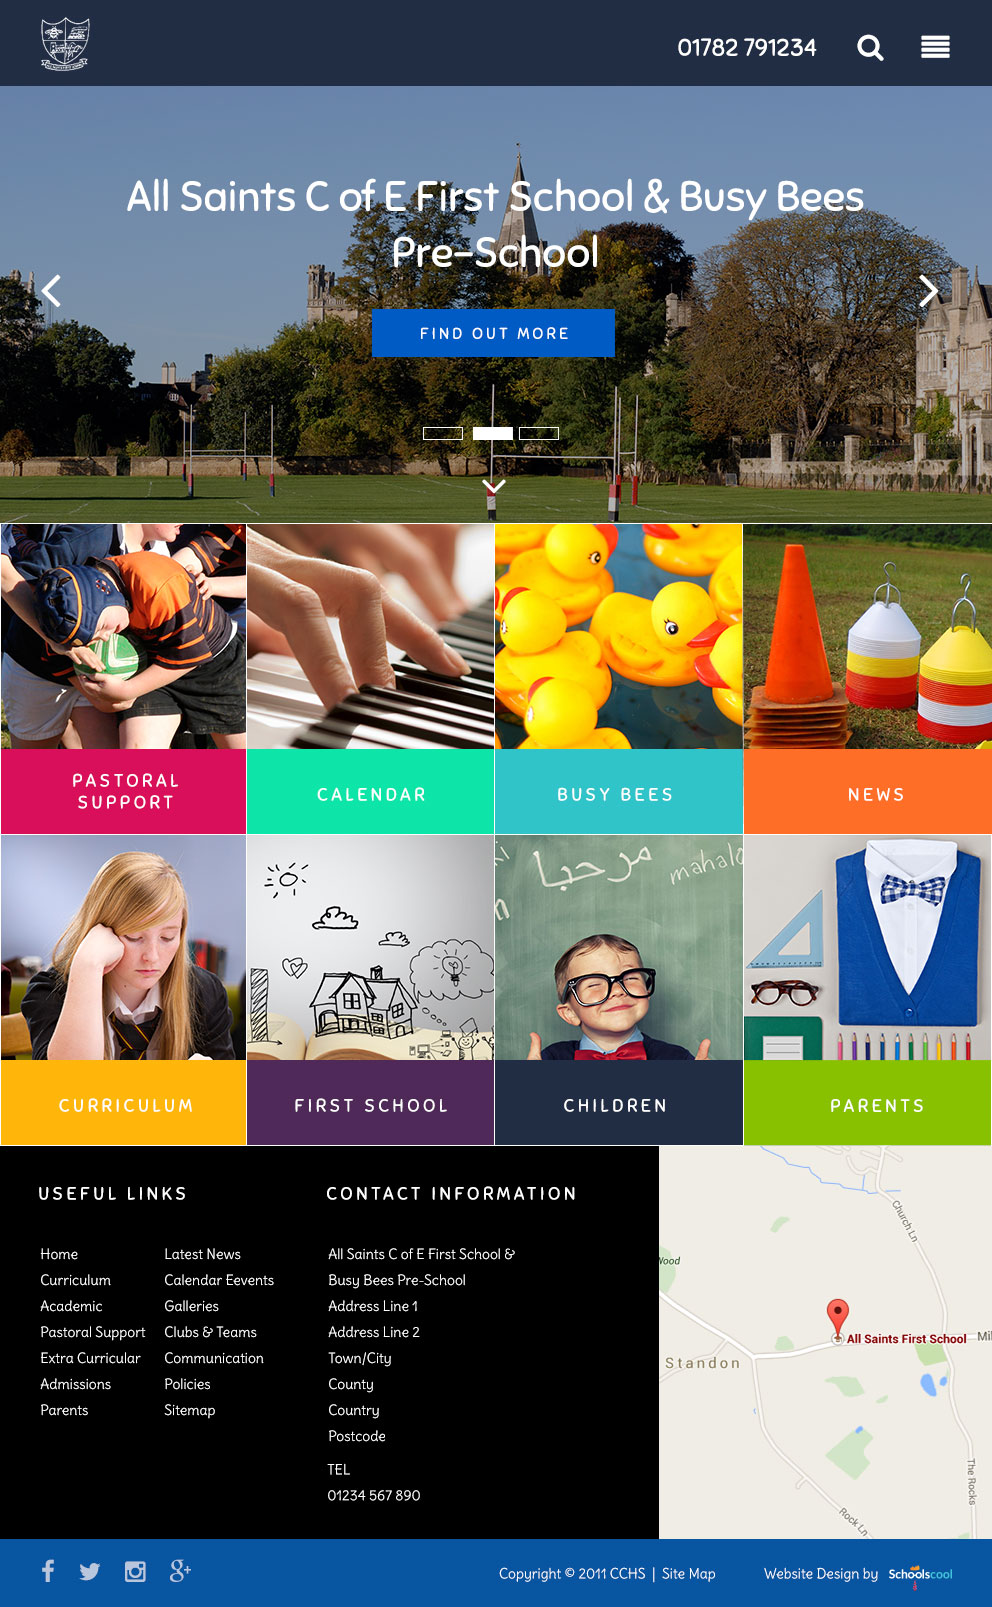 01782 791234
All Saints C of E First School & Busy Bees
Pre-School
FIND OUT MORE
PASTORAL
SUPPORT
CALENDAR
BUSY BEES
NEWS
مرحبا
mahalo
CURRICULUM
FIRST SCHOOL
CHILDREN
PARENTS
USEFUL LINKS
Home
Curriculum
Academic
Pastoral Support
Extra Curricular
Admissions
Parents
Latest News
Calendar Eevents
Galleries
Clubs & Teams
Communication
Policies
Sitemap
CONTACT INFORMATION
All Saints C of E First School &
Busy Bees Pre-School
Address Line 1
Address Line 2
Town/City
County
Country
Postcode
TEL
01234 567 890
Church Ln
Wood
All Saints First School
Mil
Standon
The Rocks
Rock Ln
Copyright © 2011 CCHS | Site Map
Website Design by Schoolscool